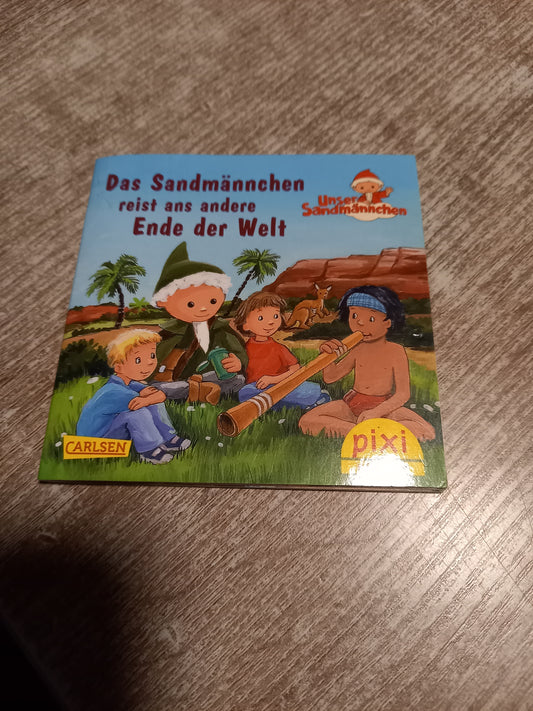 Das Sandmännchen
reist ans andere
Ende der Welt
Unser
Sandmännchen
CARLSEN
pixi